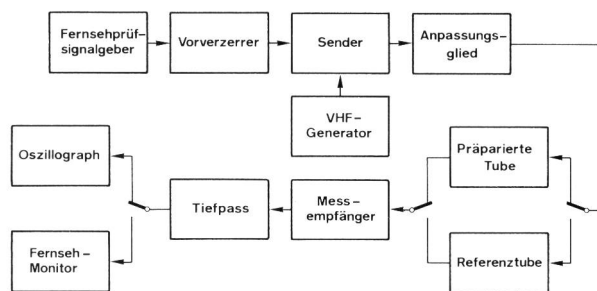 Fernsehprüf-
signalgeber
Vorverzerrer
Sender
Anpassungs-
glied
VHF-
Generator
Oszillograph
Präparierte
Tube
Tiefpass
Mess-
empfänger
Fernseh-
Monitor
Referenztube